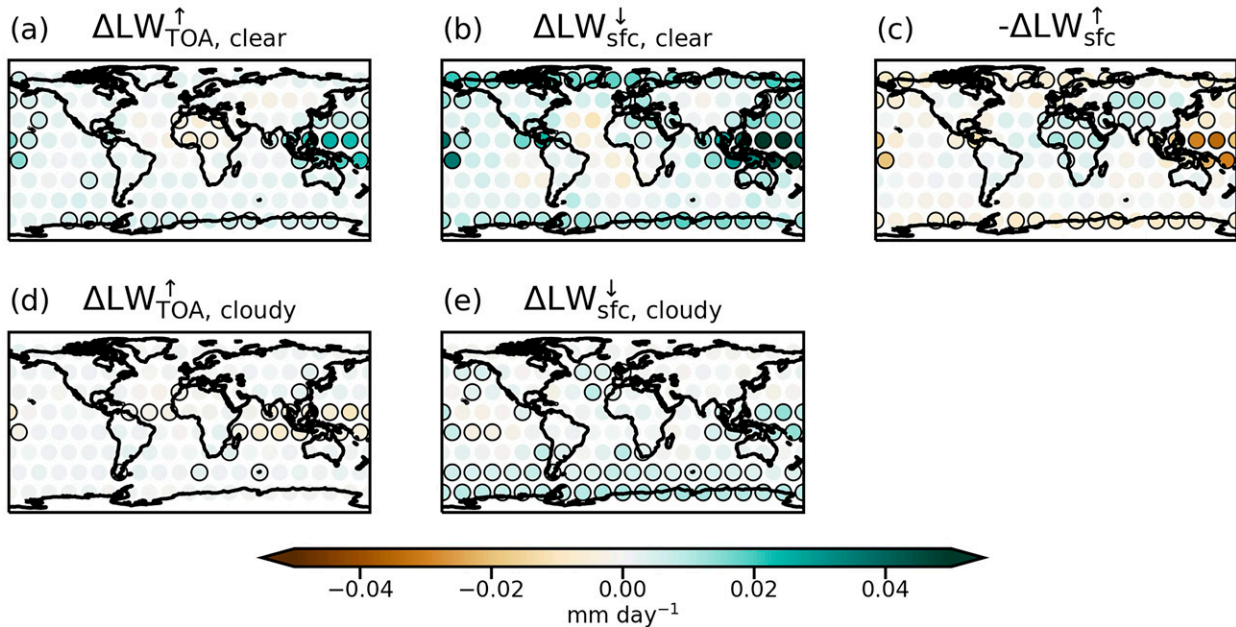 (a) ΔLW↑TOA, clear
(b) ΔLW↓sfc, clear
(c) -ΔLW↑sfc
(d) ΔLW↑TOA, cloudy
(e) ΔLW↓sfc, cloudy
−0.04 −0.02 0.00 0.02 0.04
mm day⁻¹